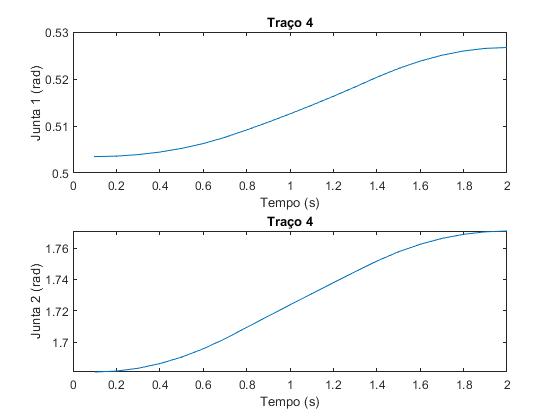 Traço 4
0.53
0.52
0.51
0.5
Junta 1 (rad)
0 0.2 0.4 0.6 0.8 1 1.2 1.4 1.6 1.8 2
Tempo (s)
Traço 4
1.76
1.74
1.72
1.7
Junta 2 (rad)
0 0.2 0.4 0.6 0.8 1 1.2 1.4 1.6 1.8 2
Tempo (s)